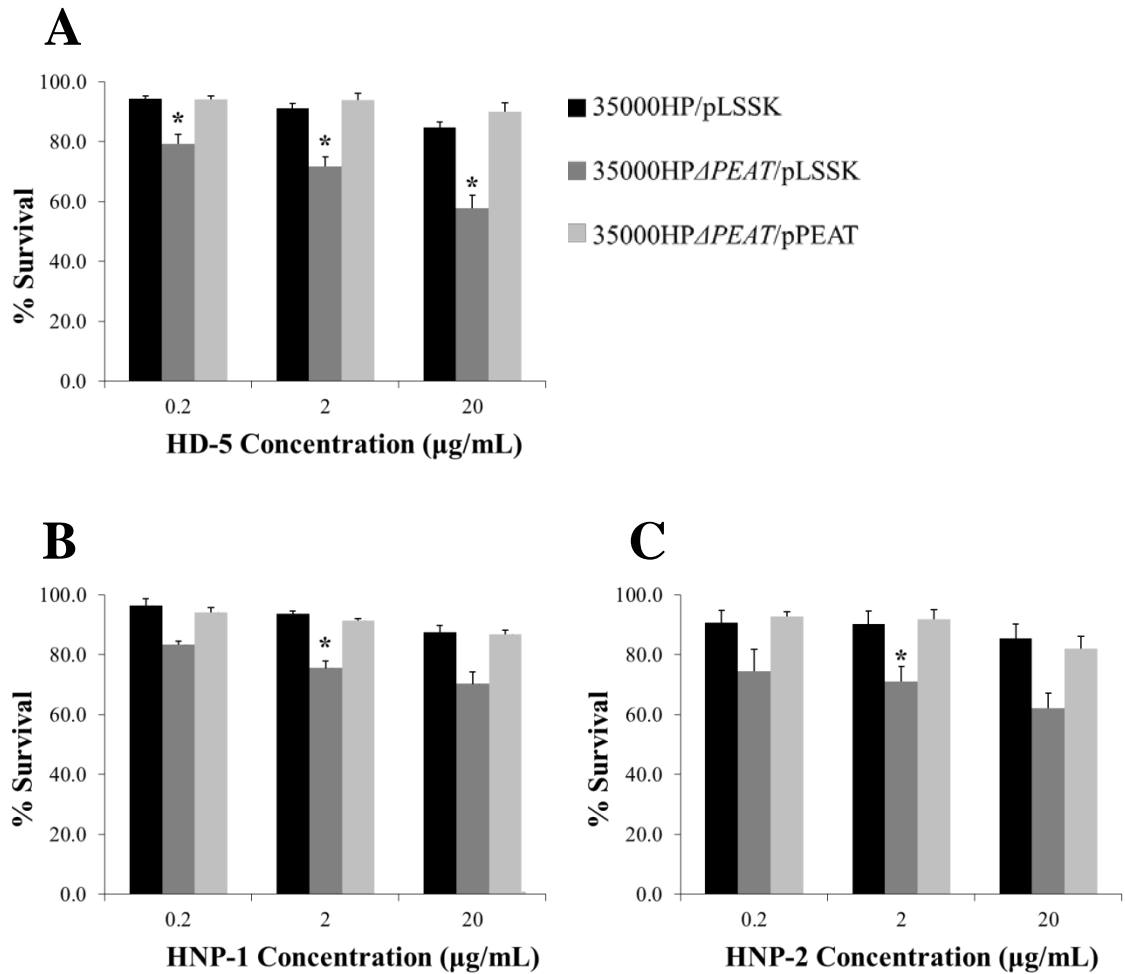 A
100.0
80.0
60.0
40.0
20.0
0.0
% Survival
*
*
*
0.2 2 20
HD-5 Concentration (µg/mL)
35000HP/pLSSK
35000HPΔPEAT/pLSSK
35000HPΔPEAT/pPEAT
B
100.0
80.0
60.0
40.0
20.0
0.0
% Survival
*
0.2 2 20
HNP-1 Concentration (µg/mL)
C
100.0
80.0
60.0
40.0
20.0
0.0
% Survival
*
0.2 2 20
HNP-2 Concentration (µg/mL)